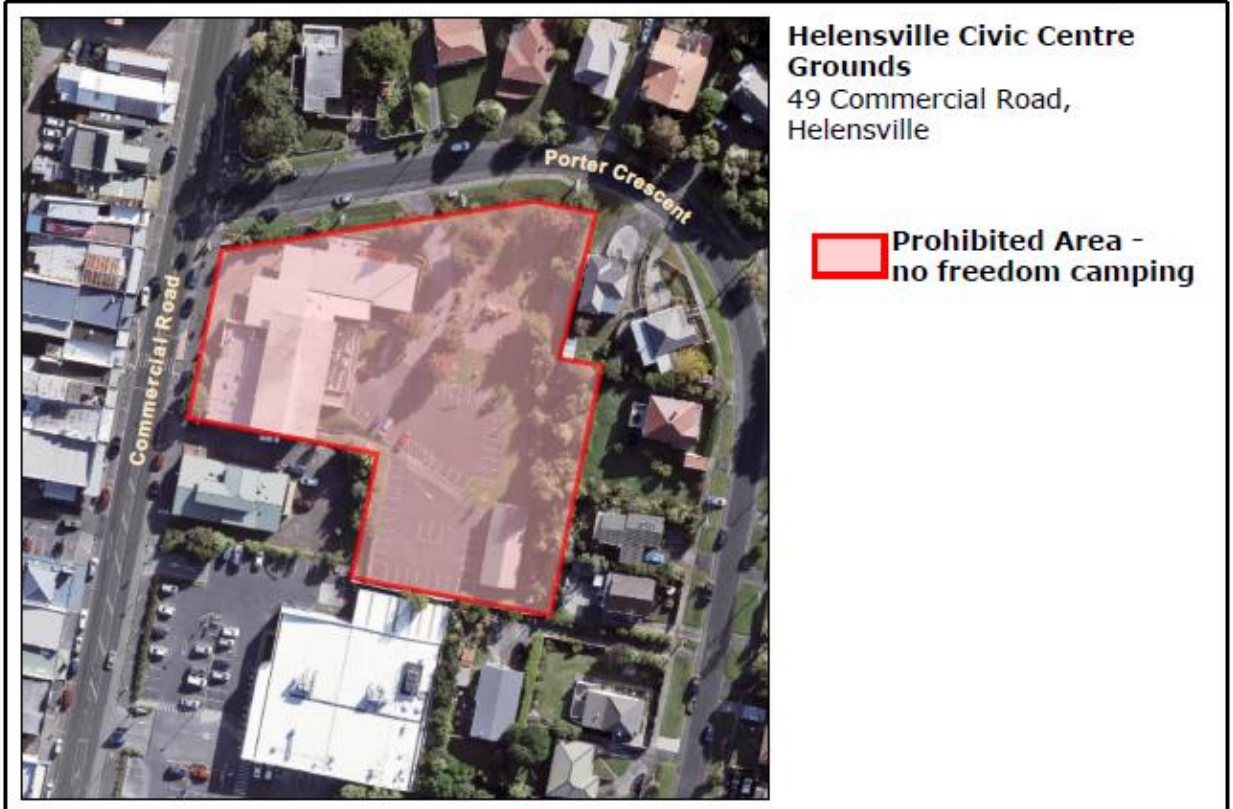 Helensville Civic Centre
Grounds
49 Commercial Road,
Helensville
Prohibited Area -
no freedom camping
Porter Crescent
Commercial Road